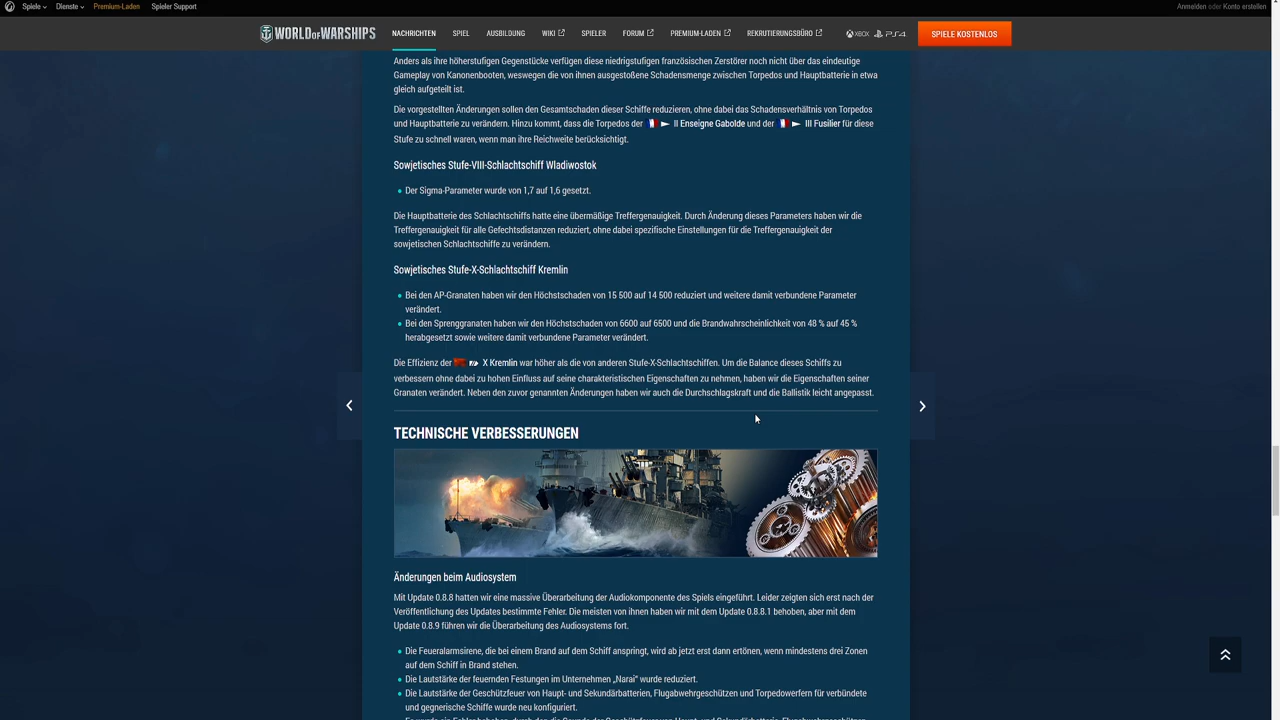 Spiele
Dienste
Premium-Laden
Spieler Support
Anmelden oder Konto erstellen
WORLD OF WARSHIPS
NACHRICHTEN
SPIEL
AUSBILDUNG
WIKI
SPIELER
FORUM
PREMIUM-LADEN
REKRUTIERUNGSBÜRO
XBOX
PS4
SPIELE KOSTENLOS
Anders als ihre höherstufigen Gegenstücke verfügen diese niedrigstufigen französischen Zerstörer noch nicht über das eindeutige
Gameplay von Kanonenbooten, weswegen die von ihnen ausgestoßene Schadensmenge zwischen Torpedos und Hauptbatterie in etwa
gleich aufgeteilt ist.
Die vorgestellten Änderungen sollen den Gesamtschaden dieser Schiffe reduzieren, ohne dabei das Schadensverhältnis von Torpedos
und Hauptbatterie zu verändern. Hinzu kommt, dass die Torpedos der II Enseigne Gabolde und der III Fusilier für diese
Stufe zu schnell waren, wenn man ihre Reichweite berücksichtigt.
Sowjetisches Stufe-VIII-Schlachtschiff Wladiwostok
Der Sigma-Parameter wurde von 1,7 auf 1,6 gesetzt.
Die Hauptbatterie des Schlachtschiffs hatte eine übermäßige Treffergenauigkeit. Durch Änderung dieses Parameters haben wir die
Treffergenauigkeit für alle Gefechtsdistanzen reduziert, ohne dabei spezifische Einstellungen für die Treffergenauigkeit der
sowjetischen Schlachtschiffe zu verändern.
Sowjetisches Stufe-X-Schlachtschiff Kremlin
Bei den AP-Granaten haben wir den Höchstschaden von 15 500 auf 14 500 reduziert und weitere damit verbundene Parameter
verändert.
Bei den Sprenggranaten haben wir den Höchstschaden von 6600 auf 6500 und die Brandwahrscheinlichkeit von 48 % auf 45 %
herabgesetzt sowie weitere damit verbundene Parameter verändert.
Die Effizienz der X Kremlin war höher als die von anderen Stufe-X-Schlachtschiffen. Um die Balance dieses Schiffs zu
verbessern ohne dabei zu hohen Einfluss auf seine charakteristischen Eigenschaften zu nehmen, haben wir die Eigenschaften seiner
Granaten verändert. Neben den zuvor genannten Änderungen haben wir auch die Durchschlagskraft und die Ballistik leicht angepasst.
TECHNISCHE VERBESSERUNGEN
Änderungen beim Audiosystem
Mit Update 0.8.8 hatten wir eine massive Überarbeitung der Audiokomponente des Spiels eingeführt. Leider zeigten sich erst nach der
Veröffentlichung des Updates bestimmte Fehler. Die meisten von ihnen haben wir mit dem Update 0.8.8.1 behoben, aber mit dem
Update 0.8.9 führen wir die Überarbeitung des Audiosystems fort.
Die Feueralarmsirene, die bei einem Brand auf dem Schiff anspringt, wird ab jetzt erst dann ertönen, wenn mindestens drei Zonen
auf dem Schiff in Brand stehen.
Die Lautstärke der feuernden Festungen im Unternehmen „Narai" wurde reduziert.
Die Lautstärke der Geschützfeuer von Haupt- und Sekundärbatterien, Flugabwehrgeschützen und Torpedowerfern für verbündete
und gegnerische Schiffe wurde neu konfiguriert.